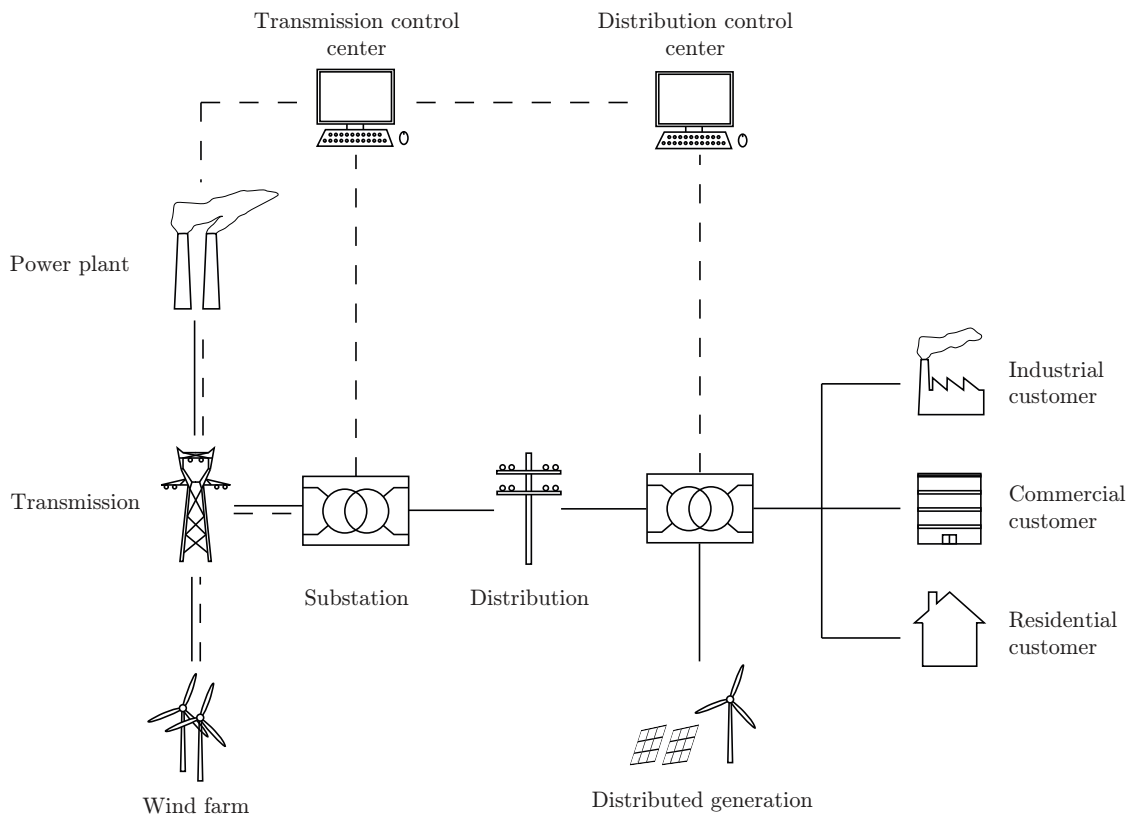 Transmission control
center
Distribution control
center
Power plant
Industrial
customer
Transmission
Commercial
customer
Substation
Distribution
Residential
customer
Wind farm
Distributed generation